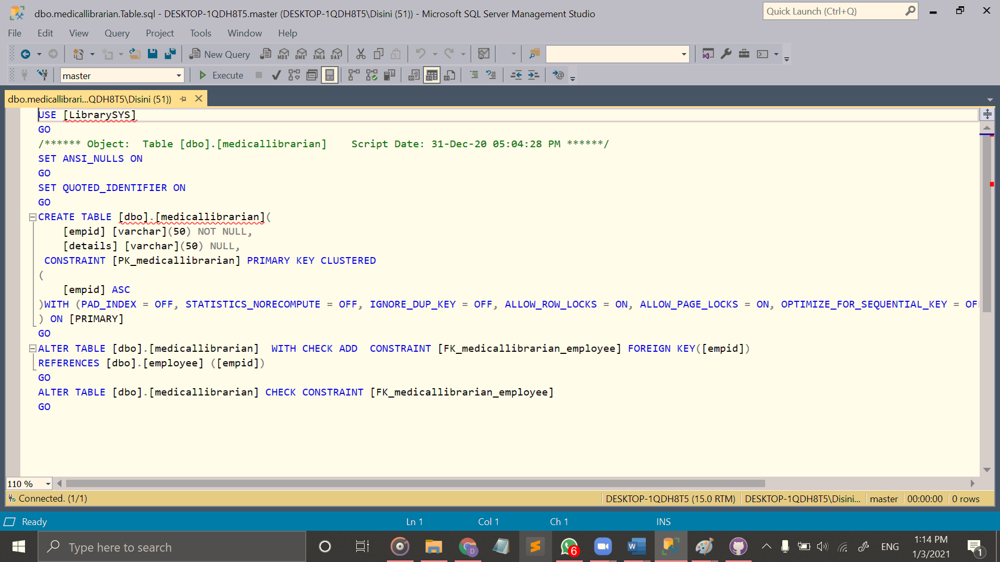 dbo.medicallibrarian.Table.sql - DESKTOP-1QDH8T5.master (DESKTOP-1QDH8T5\Disini (51)) - Microsoft SQL Server Management Studio
Quick Launch (Ctrl+Q)
File Edit View Query Project Tools Window Help
New Query MDX DMX XMLA DAX
master Execute
dbo.medicallibrari...QDH8T5\Disini (51))
USE [LibrarySYS]
GO
/****** Object:  Table [dbo].[medicallibrarian]    Script Date: 31-Dec-20 05:04:28 PM ******/
SET ANSI_NULLS ON
GO
SET QUOTED_IDENTIFIER ON
GO
CREATE TABLE [dbo].[medicallibrarian](
    [empid] [varchar](50) NOT NULL,
    [details] [varchar](50) NULL,
 CONSTRAINT [PK_medicallibrarian] PRIMARY KEY CLUSTERED
(
    [empid] ASC
)WITH (PAD_INDEX = OFF, STATISTICS_NORECOMPUTE = OFF, IGNORE_DUP_KEY = OFF, ALLOW_ROW_LOCKS = ON, ALLOW_PAGE_LOCKS = ON, OPTIMIZE_FOR_SEQUENTIAL_KEY = OF
) ON [PRIMARY]
GO
ALTER TABLE [dbo].[medicallibrarian]  WITH CHECK ADD  CONSTRAINT [FK_medicallibrarian_employee] FOREIGN KEY([empid])
REFERENCES [dbo].[employee] ([empid])
GO
ALTER TABLE [dbo].[medicallibrarian] CHECK CONSTRAINT [FK_medicallibrarian_employee]
GO
110 %
Connected. (1/1) DESKTOP-1QDH8T5 (15.0 RTM) DESKTOP-1QDH8T5\Disini... master 00:00:00 0 rows
Ready Ln 1 Col 1 Ch 1 INS
Type here to search D 6 W ENG 1:14 PM
1/3/2021 1